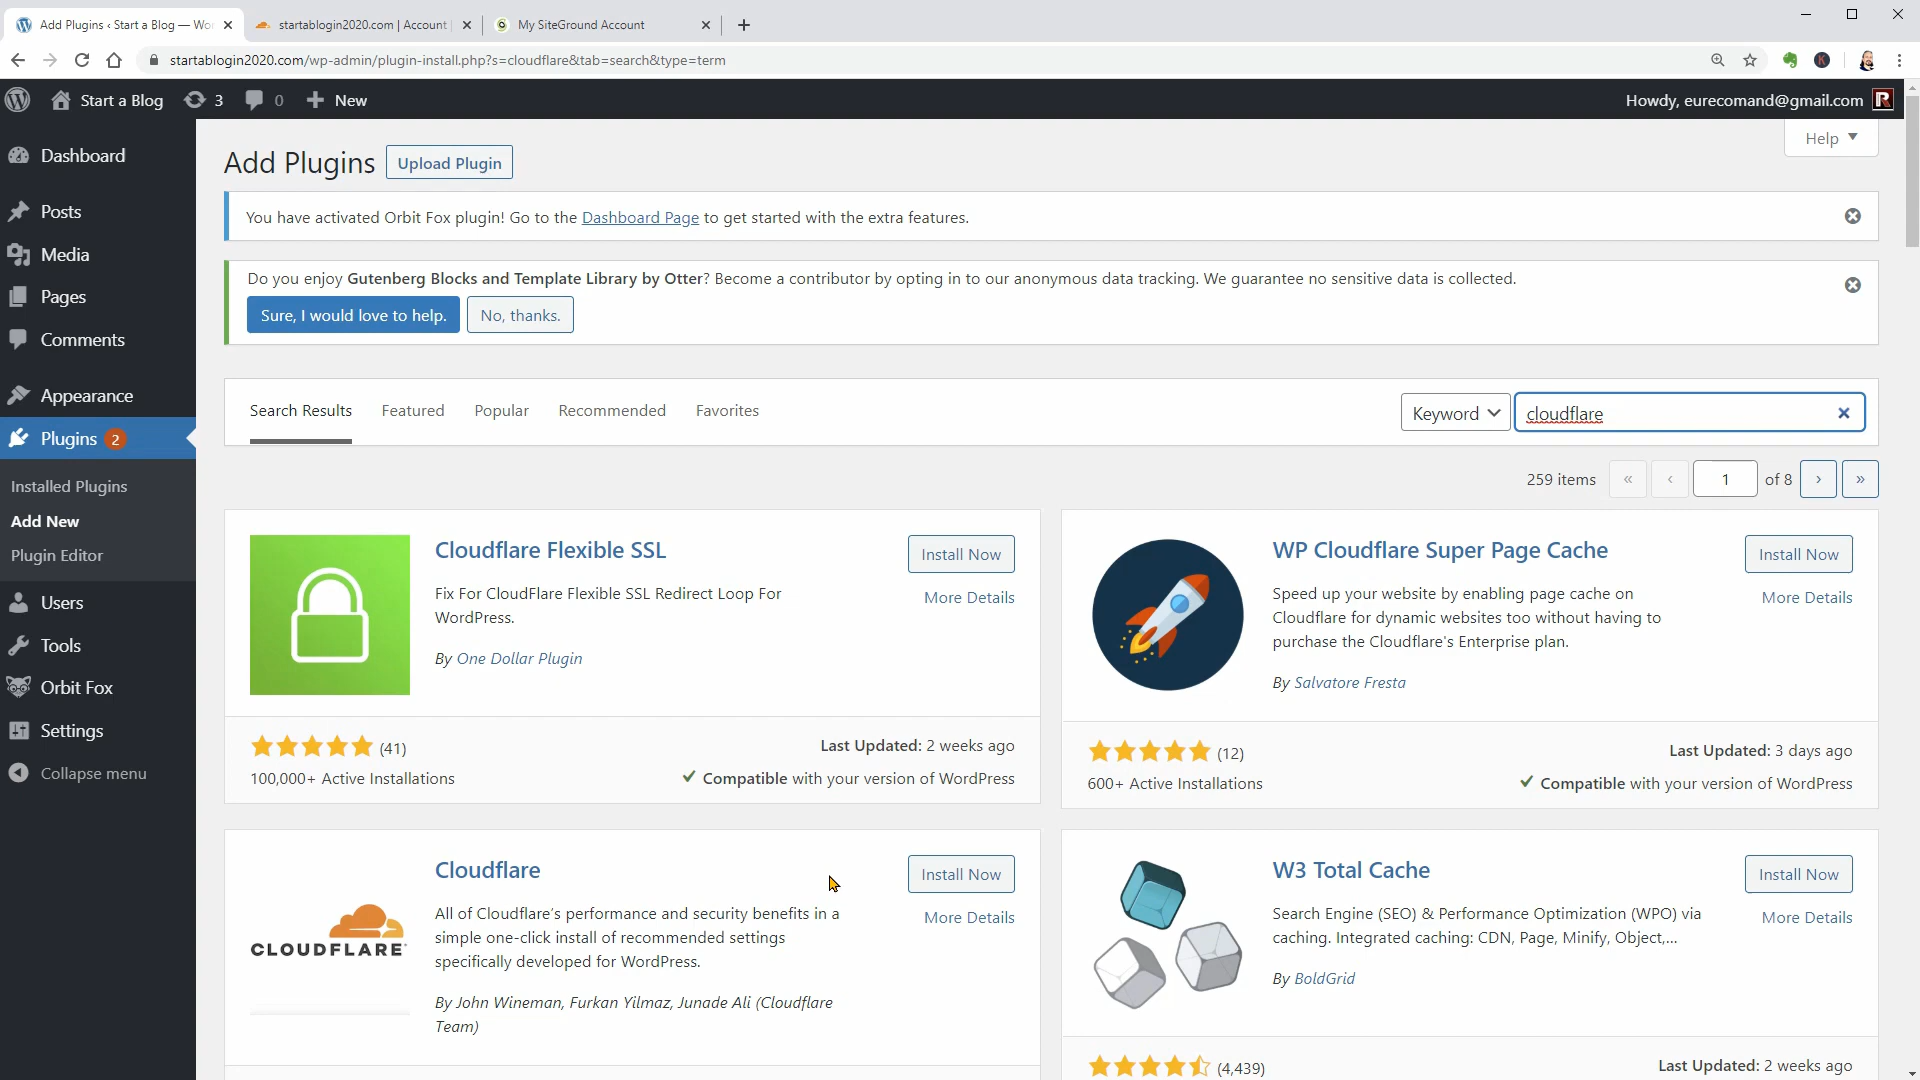 Add Plugins ‹ Start a Blog — Wor
startablogin2020.com | Account
My SiteGround Account
startablogin2020.com/wp-admin/plugin-install.php?s=cloudflare&tab=search&type=term
Start a Blog
3
0
New
Howdy, eurecomand@gmail.com
R
Help
Dashboard
Posts
Media
Pages
Comments
Appearance
Plugins 2
Installed Plugins
Add New
Plugin Editor
Users
Tools
Orbit Fox
Settings
Collapse menu
Add Plugins
Upload Plugin
You have activated Orbit Fox plugin! Go to the Dashboard Page to get started with the extra features.
Do you enjoy Gutenberg Blocks and Template Library by Otter? Become a contributor by opting in to our anonymous data tracking. We guarantee no sensitive data is collected.
Sure, I would love to help.
No, thanks.
Search Results
Featured
Popular
Recommended
Favorites
Keyword
cloudflare
259 items « ‹ 1 of 8 › »
Cloudflare Flexible SSL
Install Now
Fix For CloudFlare Flexible SSL Redirect Loop For
WordPress.
More Details
By One Dollar Plugin
(41)
Last Updated: 2 weeks ago
100,000+ Active Installations
Compatible with your version of WordPress
WP Cloudflare Super Page Cache
Install Now
Speed up your website by enabling page cache on
Cloudflare for dynamic websites too without having to
purchase the Cloudflare's Enterprise plan.
More Details
By Salvatore Fresta
(12)
Last Updated: 3 days ago
600+ Active Installations
Compatible with your version of WordPress
CLOUDFLARE
Cloudflare
Install Now
All of Cloudflare's performance and security benefits in a
simple one-click install of recommended settings
specifically developed for WordPress.
More Details
By John Wineman, Furkan Yilmaz, Junade Ali (Cloudflare
Team)
W3 Total Cache
Install Now
Search Engine (SEO) & Performance Optimization (WPO) via
caching. Integrated caching: CDN, Page, Minify, Object,...
More Details
By BoldGrid
(4,439)
Last Updated: 2 weeks ago